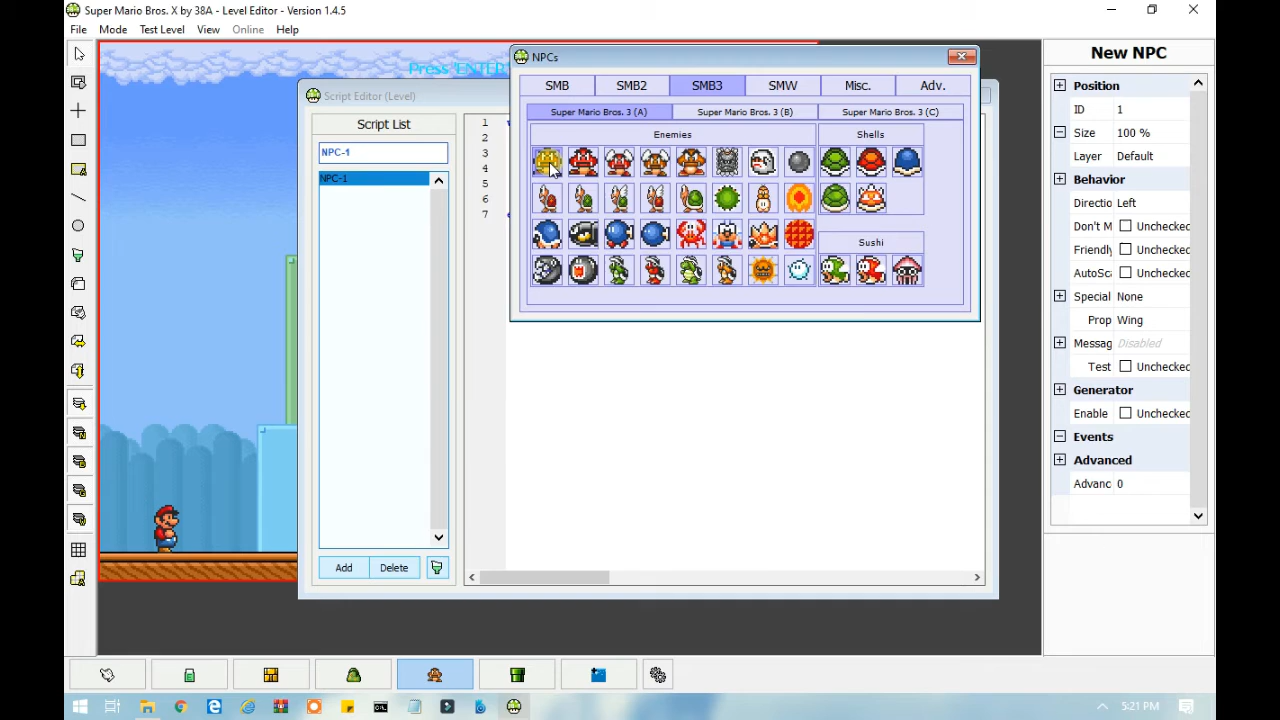 Super Mario Bros. X by 38A - Level Editor - Version 1.4.5
File Mode Test Level View Online Help
Press 'ENTER
NPCs
SMB SMB2 SMB3 SMW Misc. Adv.
Super Mario Bros. 3 (A) Super Mario Bros. 3 (B) Super Mario Bros. 3 (C)
Enemies Shells
Sushi
Script Editor (Level)
Script List
NPC-1
NPC-1
1
2
3
4
5
6
7
Add Delete
New NPC
Position
ID 1
Size 100 %
Layer Default
Behavior
Directio Left
Don't M Unchecked
Friendly Unchecked
AutoSca Unchecked
Special None
Prop Wing
Messag Disabled
Test Unchecked
Generator
Enable Unchecked
Events
Advanced
Advanc 0
5:21 PM